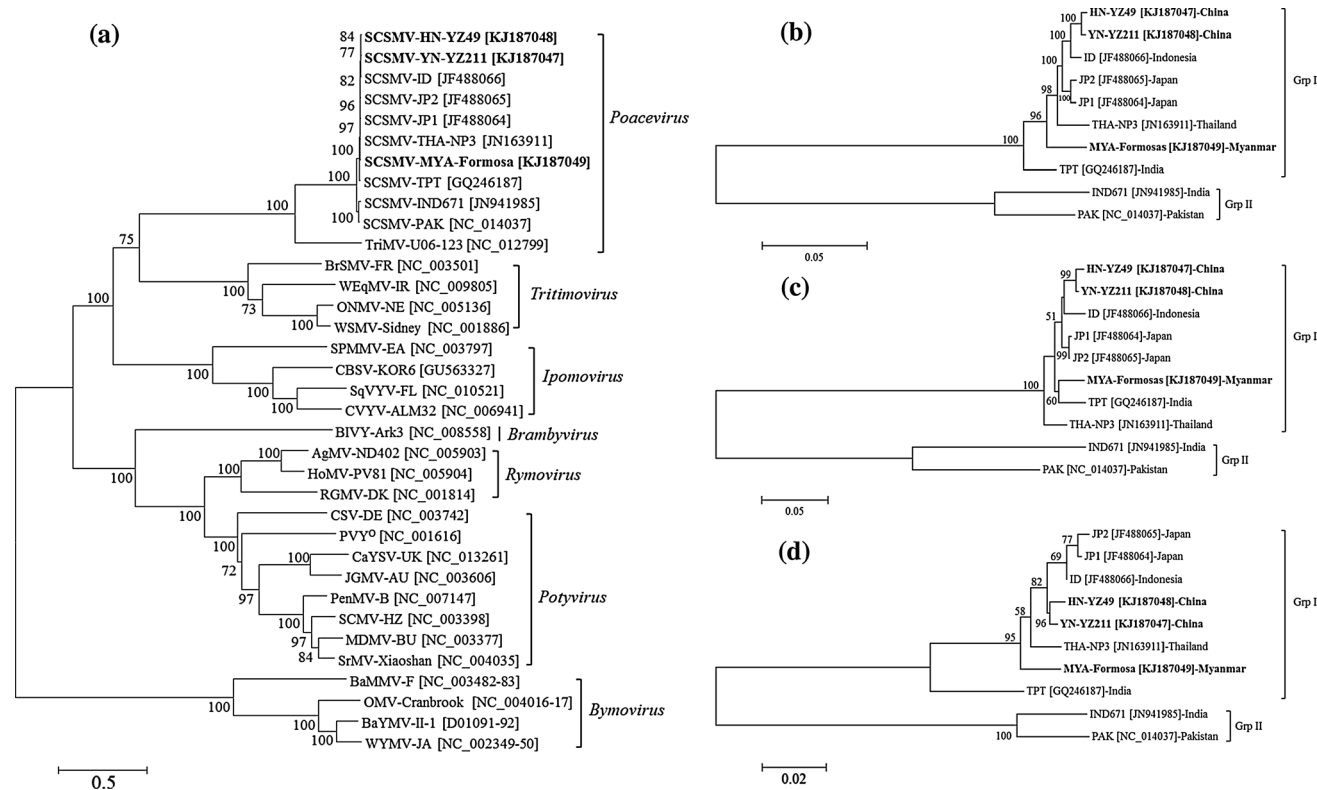 (a)
84 SCSMV-HN-YZ49 [KJ187048]
77 SCSMV-YN-YZ211 [KJ187047]
82 SCSMV-ID [JF488066]
SCSMV-JP2 [JF488065]
96
SCSMV-JP1 [JF488064]
97
SCSMV-THA-NP3 [JN163911]
100
SCSMV-MYA-Formosa [KJ187049]
100 SCSMV-TPT [GQ246187]
SCSMV-IND671 [JN941985]
100
100 SCSMV-PAK [NC_014037]
TriMV-U06-123 [NC_012799]
Poacevirus
75
BrSMV-FR [NC_003501]
100 WEqMV-IR [NC_009805]
73 ONMV-NE [NC_005136]
100 WSMV-Sidney [NC_001886]
Tritimovirus
100
SPMMV-EA [NC_003797]
100 CBSV-KOR6 [GU563327]
100 SqVYV-FL [NC_010521]
100 CVYV-ALM32 [NC_006941]
Ipomovirus
BlVY-Ark3 [NC_008558] Brambyvirus
100
100 AgMV-ND402 [NC_005903]
100 HoMV-PV81 [NC_005904]
RGMV-DK [NC_001814]
Rymovirus
100
CSV-DE [NC_003742]
100 PVYO [NC_001616]
72
100 CaYSV-UK [NC_013261]
JGMV-AU [NC_003606]
97
PenMV-B [NC_007147]
100 SCMV-HZ [NC_003398]
97 MDMV-BU [NC_003377]
84 SrMV-Xiaoshan [NC_004035]
Potyvirus
BaMMV-F [NC_003482-83]
100 OMV-Cranbrook [NC_004016-17]
100 BaYMV-II-1 [D01091-92]
100 WYMV-JA [NC_002349-50]
Bymovirus
0.5
(b)
100 HN-YZ49 [KJ187047]-China
100 YN-YZ211 [KJ187048]-China
100 ID [JF488066]-Indonesia
JP2 [JF488065]-Japan
98 100 JP1 [JF488064]-Japan
96 THA-NP3 [JN163911]-Thailand
100 MYA-Formosas [KJ187049]-Myanmar
TPT [GQ246187]-India
Grp I
IND671 [JN941985]-India
PAK [NC_014037]-Pakistan
Grp II
0.05
(c)
99 HN-YZ49 [KJ187047]-China
YN-YZ211 [KJ187048]-China
51 ID [JF488066]-Indonesia
JP1 [JF488064]-Japan
99 JP2 [JF488065]-Japan
100 MYA-Formosas [KJ187049]-Myanmar
60 TPT [GQ246187]-India
THA-NP3 [JN163911]-Thailand
Grp I
IND671 [JN941985]-India
PAK [NC_014037]-Pakistan
Grp II
0.05
(d)
77 JP2 [JF488065]-Japan
69 JP1 [JF488064]-Japan
82 ID [JF488066]-Indonesia
58 HN-YZ49 [KJ187048]-China
96 YN-YZ211 [KJ187047]-China
95 THA-NP3 [JN163911]-Thailand
MYA-Formosa [KJ187049]-Myanmar
TPT [GQ246187]-India
Grp I
IND671 [JN941985]-India
100 PAK [NC_014037]-Pakistan
Grp II
0.02